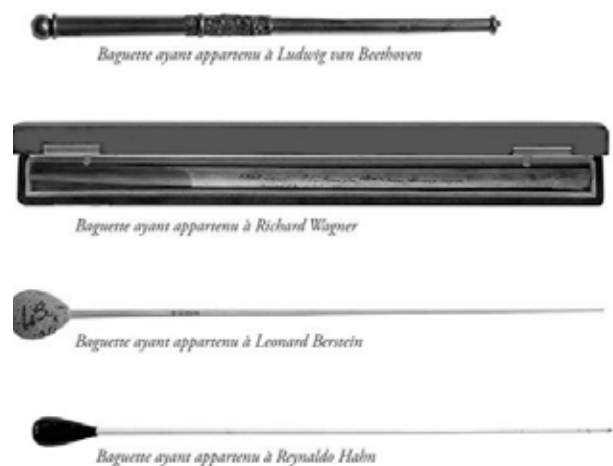 Baguette ayant appartenu à Ludwig van Beethoven
Baguette ayant appartenu à Richard Wagner
Baguette ayant appartenu à Leonard Berstein
Baguette ayant appartenu à Reynaldo Hahn